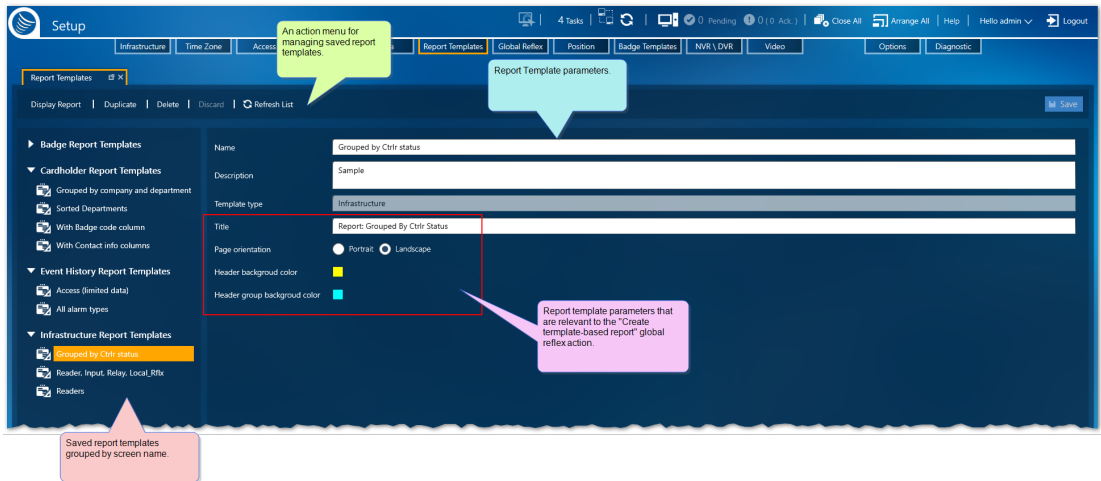 Setup
4 Tasks
0 Pending
0 ( 0 Ack. )
Close All
Arrange All
Help
Hello admin
Logout
An action menu for
managing saved report
templates.
Infrastructure
Time Zone
Access
Report Templates
Global Reflex
Position
Badge Templates
NVR \ DVR
Video
Options
Diagnostic
Report Templates
Report Template parameters.
Display Report
Duplicate
Delete
Discard
Refresh List
Save
Badge Report Templates
Cardholder Report Templates
Grouped by company and department
Sorted Departments
With Badge code column
With Contact info columns
Event History Report Templates
Access (limited data)
All alarm types
Infrastructure Report Templates
Grouped by Ctrlr status
Reader, Input, Relay, Local_Rflx
Readers
Name
Grouped by Ctrlr status
Description
Sample
Template type
Infrastructure
Title
Report: Grouped By Ctrlr Status
Page orientation
Portrait
Landscape
Header backgroud color
Header group backgroud color
Report template parameters that
are relevant to the "Create
termplate-based report" global
reflex action.
Saved report templates
grouped by screen name.